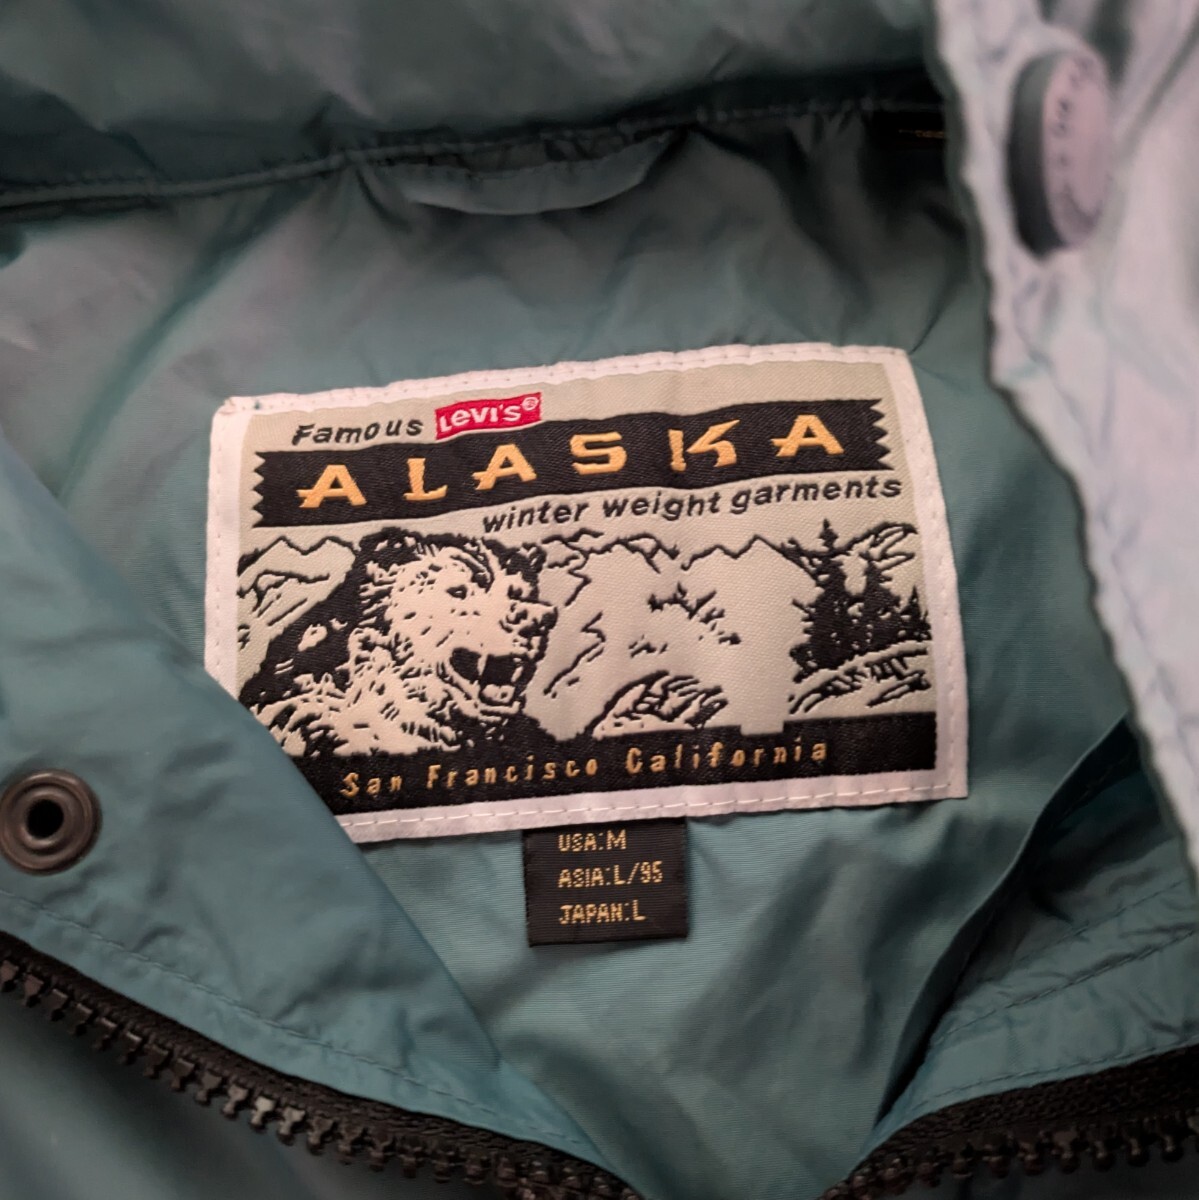 Famous Levi's®
ALASKA
winter weight garments
San Francisco California
USA:M
ASIA:L/95
JAPAN:L